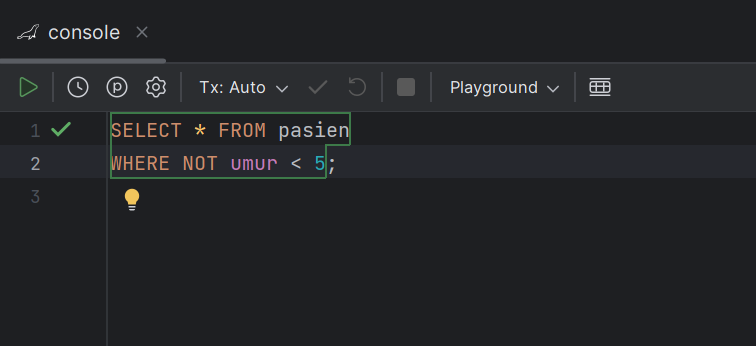 console
Tx: Auto
Playground
1 SELECT * FROM pasien
2 WHERE NOT umur < 5;
3